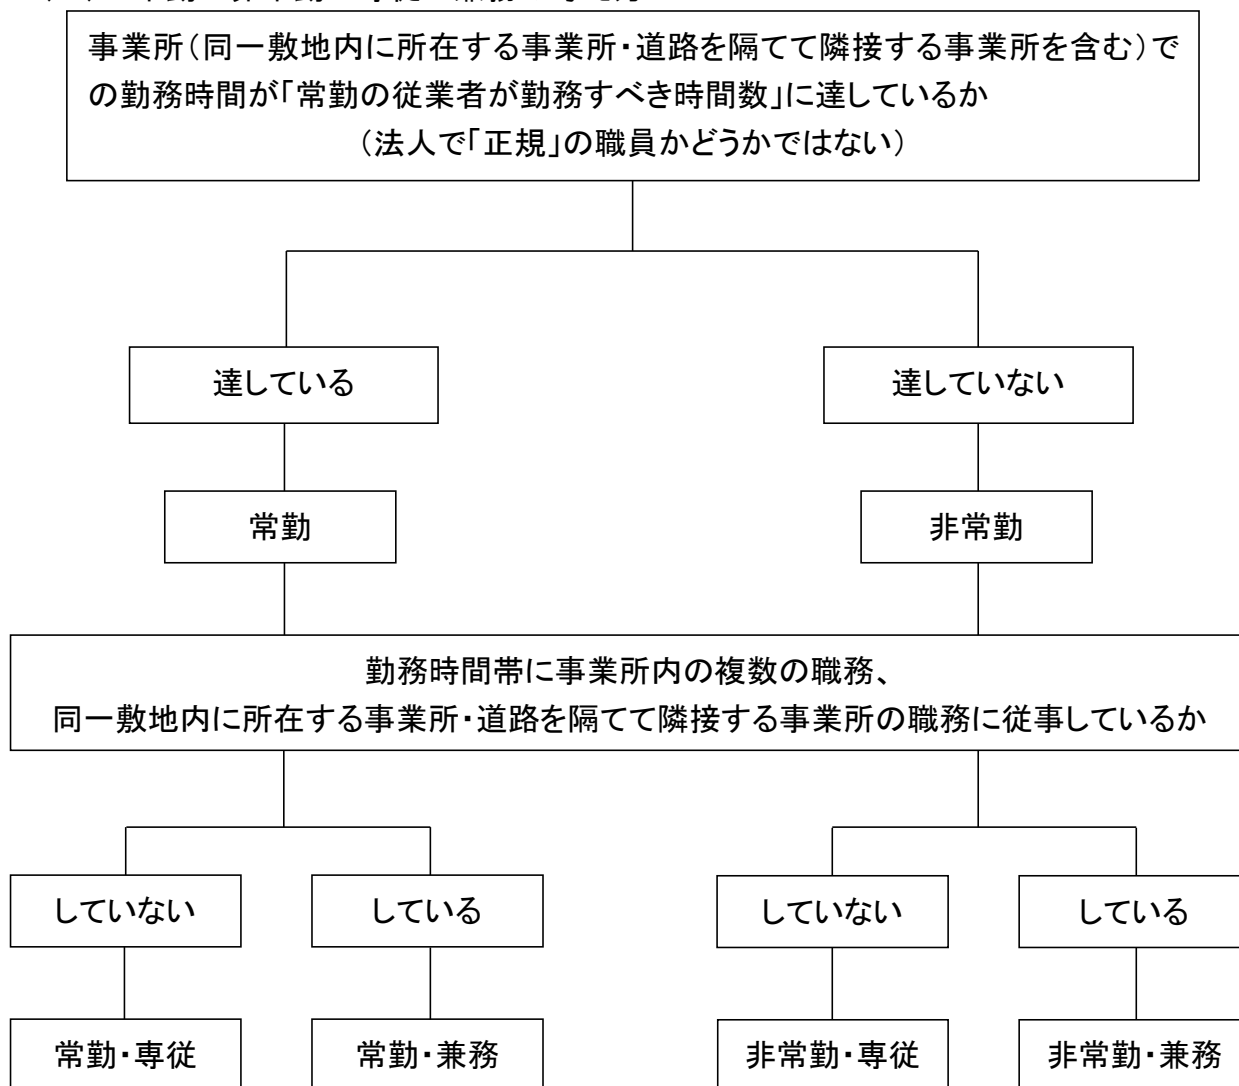 事業所(同一敷地内に所在する事業所・道路を隔てて隣接する事業所を含む)で
の勤務時間が「常勤の従業者が勤務すべき時間数」に達しているか
(法人で「正規」の職員かどうかではない)
達している
達していない
常勤
非常勤
勤務時間帯に事業所内の複数の職務、
同一敷地内に所在する事業所・道路を隔てて隣接する事業所の職務に従事しているか
していない
している
していない
している
常勤・専従
常勤・兼務
非常勤・専従
非常勤・兼務